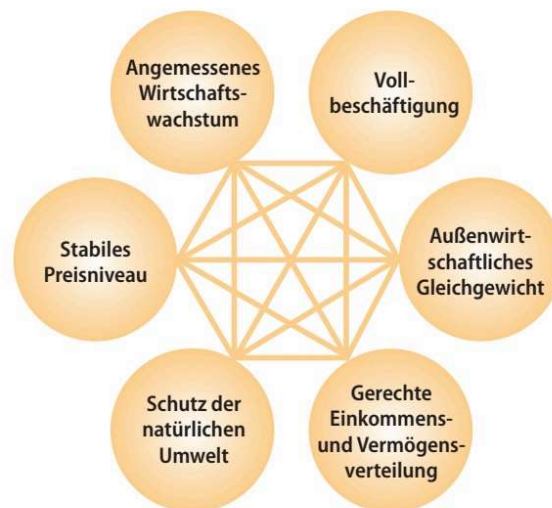 Angemessenes
Wirtschafts-
wachstum
Voll-
beschäftigung
Stabiles
Preisniveau
Außenwirt-
schaftliches
Gleichgewicht
Schutz der
natürlichen
Umwelt
Gerechte
Einkommens-
und Vermögens-
verteilung